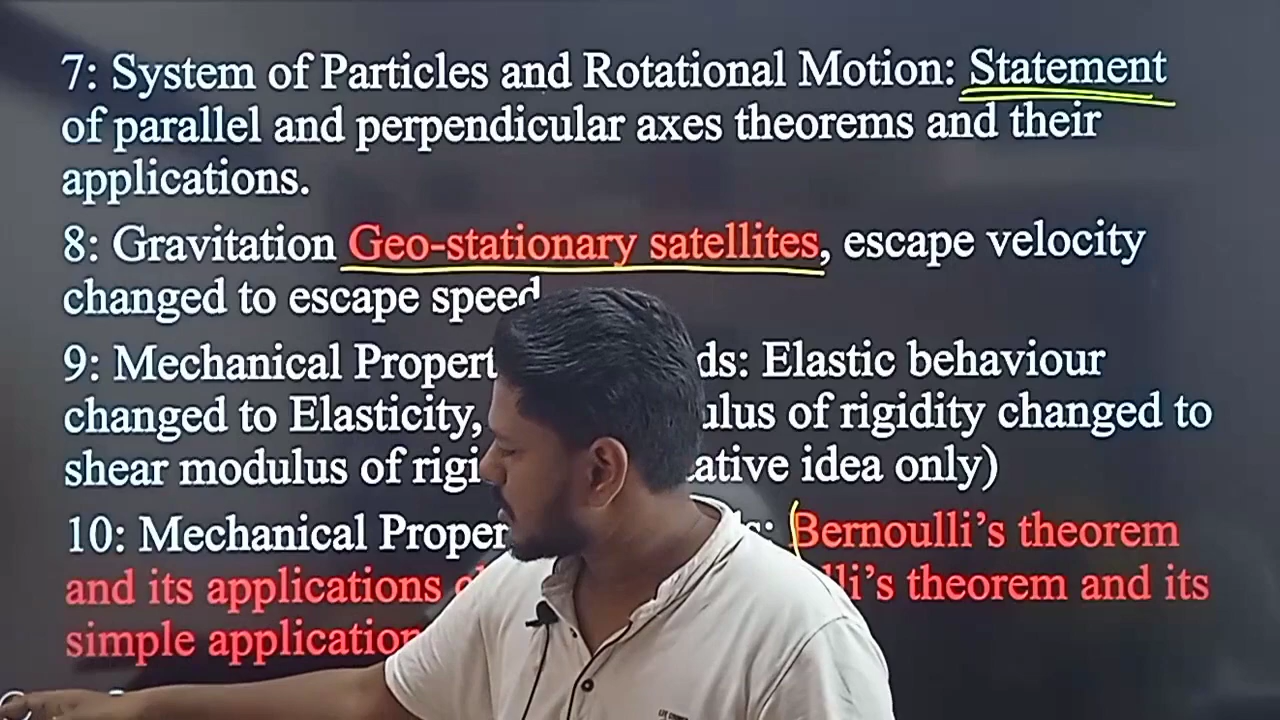 7: System of Particles and Rotational Motion: Statement
of parallel and perpendicular axes theorems and their
applications.
8: Gravitation Geo-stationary satellites, escape velocity
changed to escape speed
9: Mechanical Propert ds: Elastic behaviour
changed to Elasticity, ulus of rigidity changed to
shear modulus of rigi ative idea only)
10: Mechanical Proper s: Bernoulli's theorem
and its applications lli's theorem and its
simple application